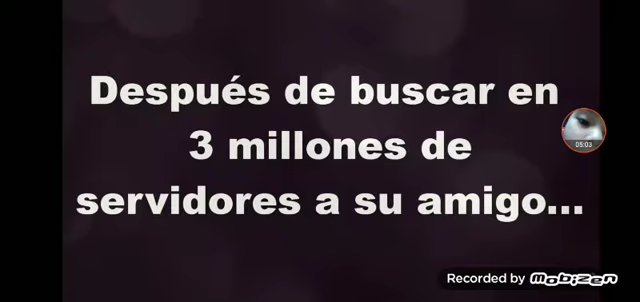 Después de buscar en
3 millones de
servidores a su amigo...
05:03
Recorded by Mobizen